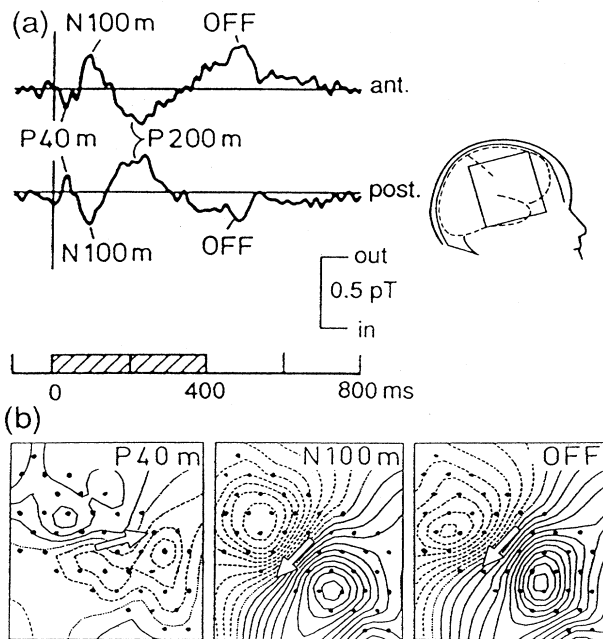 (a)
N100m
OFF
ant.
P40m
P200m
post.
N100m
OFF
out
0.5 pT
in
0
400
800 ms
(b)
P40m
N100m
OFF